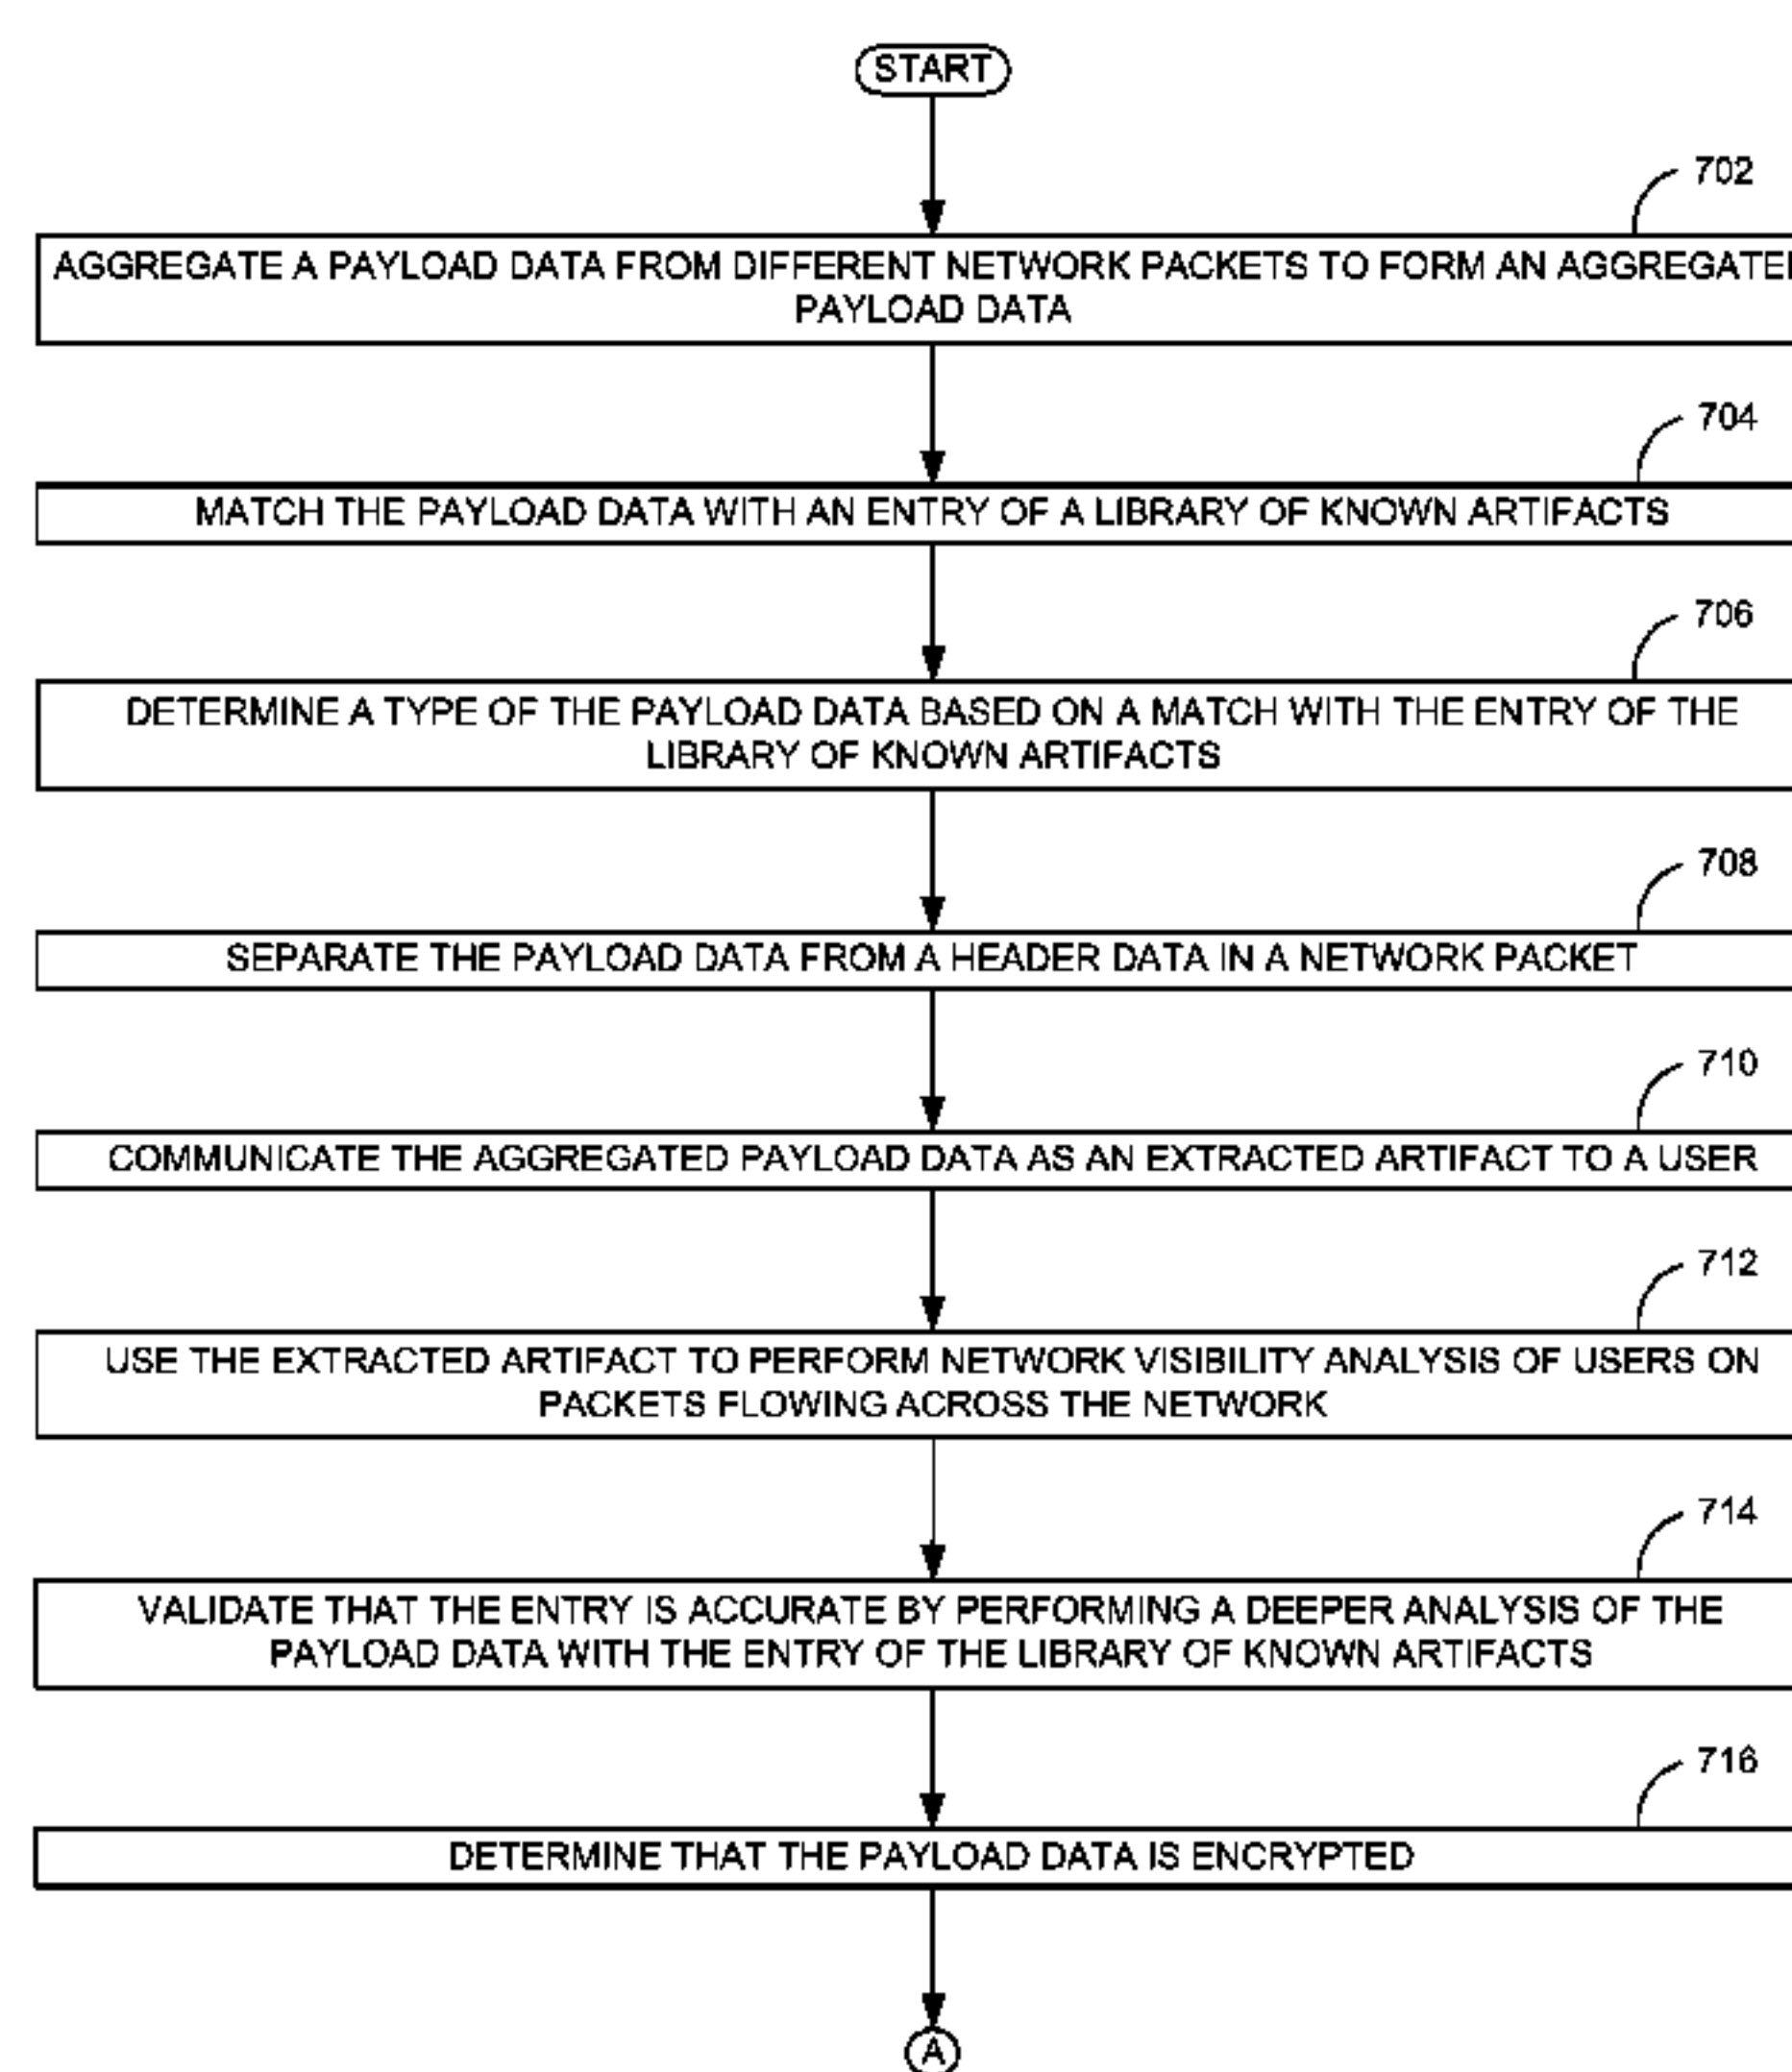 START
702
AGGREGATE A PAYLOAD DATA FROM DIFFERENT NETWORK PACKETS TO FORM AN AGGREGATE
PAYLOAD DATA
704
MATCH THE PAYLOAD DATA WITH AN ENTRY OF A LIBRARY OF KNOWN ARTIFACTS
706
DETERMINE A TYPE OF THE PAYLOAD DATA BASED ON A MATCH WITH THE ENTRY OF THE
LIBRARY OF KNOWN ARTIFACTS
708
SEPARATE THE PAYLOAD DATA FROM A HEADER DATA IN A NETWORK PACKET
710
COMMUNICATE THE AGGREGATED PAYLOAD DATA AS AN EXTRACTED ARTIFACT TO A USER
712
USE THE EXTRACTED ARTIFACT TO PERFORM NETWORK VISIBILITY ANALYSIS OF USERS ON
PACKETS FLOWING ACROSS THE NETWORK
714
VALIDATE THAT THE ENTRY IS ACCURATE BY PERFORMING A DEEPER ANALYSIS OF THE
PAYLOAD DATA WITH THE ENTRY OF THE LIBRARY OF KNOWN ARTIFACTS
716
DETERMINE THAT THE PAYLOAD DATA IS ENCRYPTED
A